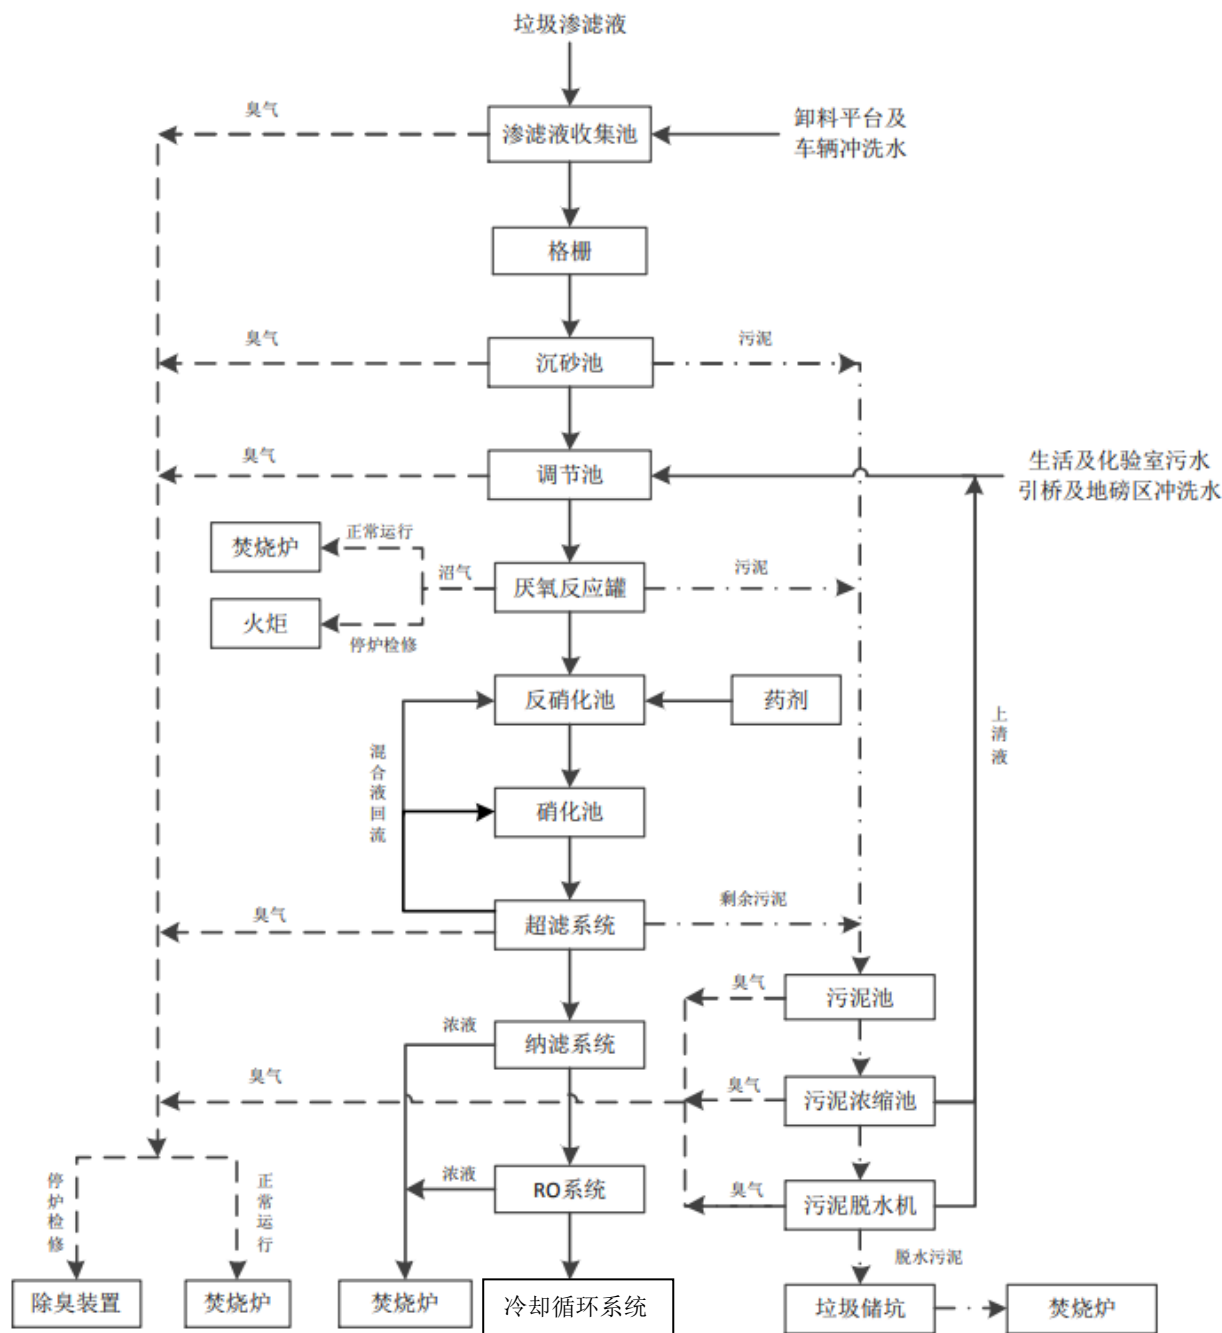 垃圾渗滤液
臭气
渗滤液收集池
卸料平台及
车辆冲洗水
格栅
臭气
沉砂池
污泥
臭气
调节池
生活及化验室污水
引桥及地磅区冲洗水
焚烧炉
正常运行
沼气
厌氧反应罐
污泥
火炬
停炉检修
反硝化池
药剂
混合液回流
上清液
硝化池
臭气
超滤系统
剩余污泥
臭气
污泥池
浓液
纳滤系统
臭气
臭气
污泥浓缩池
停炉检修
正常运行
浓液
RO系统
臭气
污泥脱水机
脱水污泥
除臭装置
焚烧炉
焚烧炉
冷却循环系统
垃圾储坑
焚烧炉